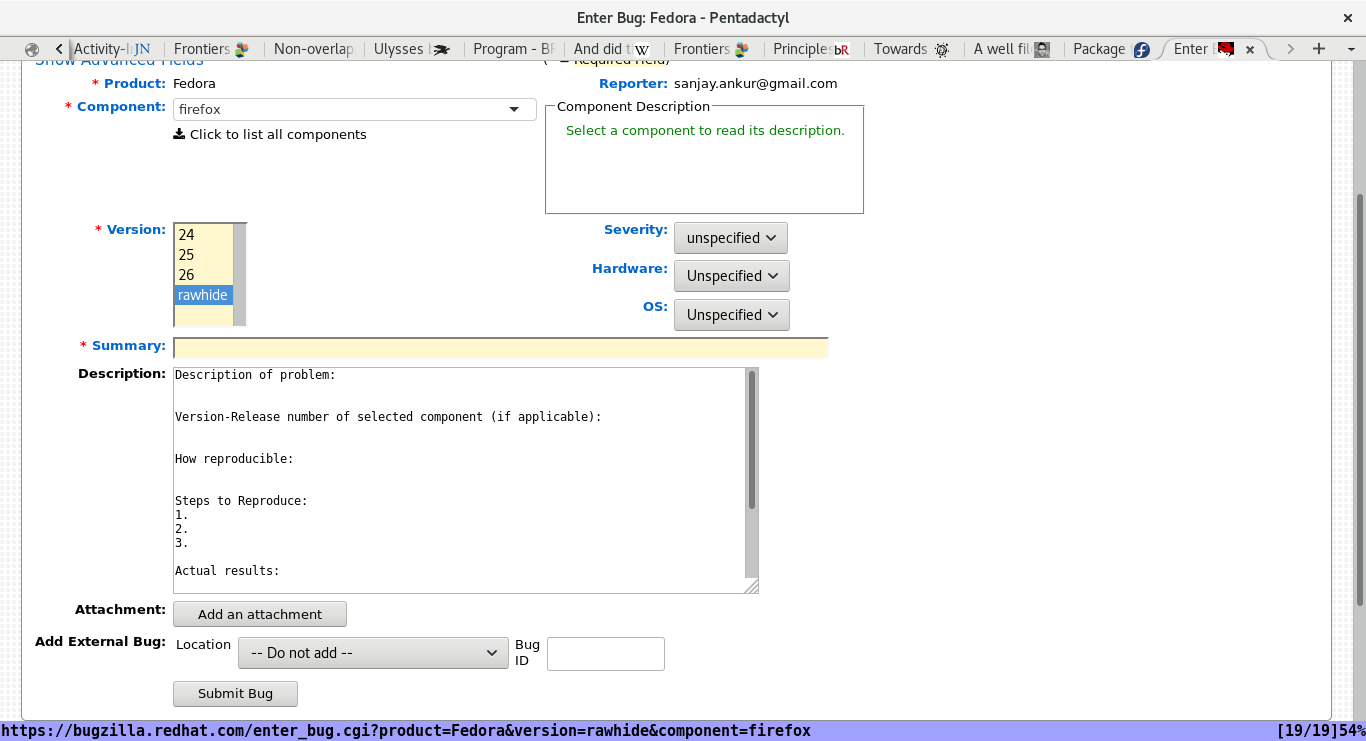 Enter Bug: Fedora - Pentadactyl
Activity-I JN Frontiers Non-overlap Ulysses Program - BF And did t W Frontiers Principles bR Towards A well fil Package Enter
Show Advanced Fields (* = Required Field)
* Product: Fedora Reporter: sanjay.ankur@gmail.com
* Component: firefox Component Description
Click to list all components Select a component to read its description.
* Version: 24 Severity: unspecified
25
26 Hardware: Unspecified
rawhide
OS: Unspecified
* Summary:
Description: Description of problem:
Version-Release number of selected component (if applicable):
How reproducible:
Steps to Reproduce:
1.
2.
3.
Actual results:
Attachment: Add an attachment
Add External Bug: Location -- Do not add -- Bug ID
Submit Bug
https://bugzilla.redhat.com/enter_bug.cgi?product=Fedora&version=rawhide&component=firefox [19/19]54%